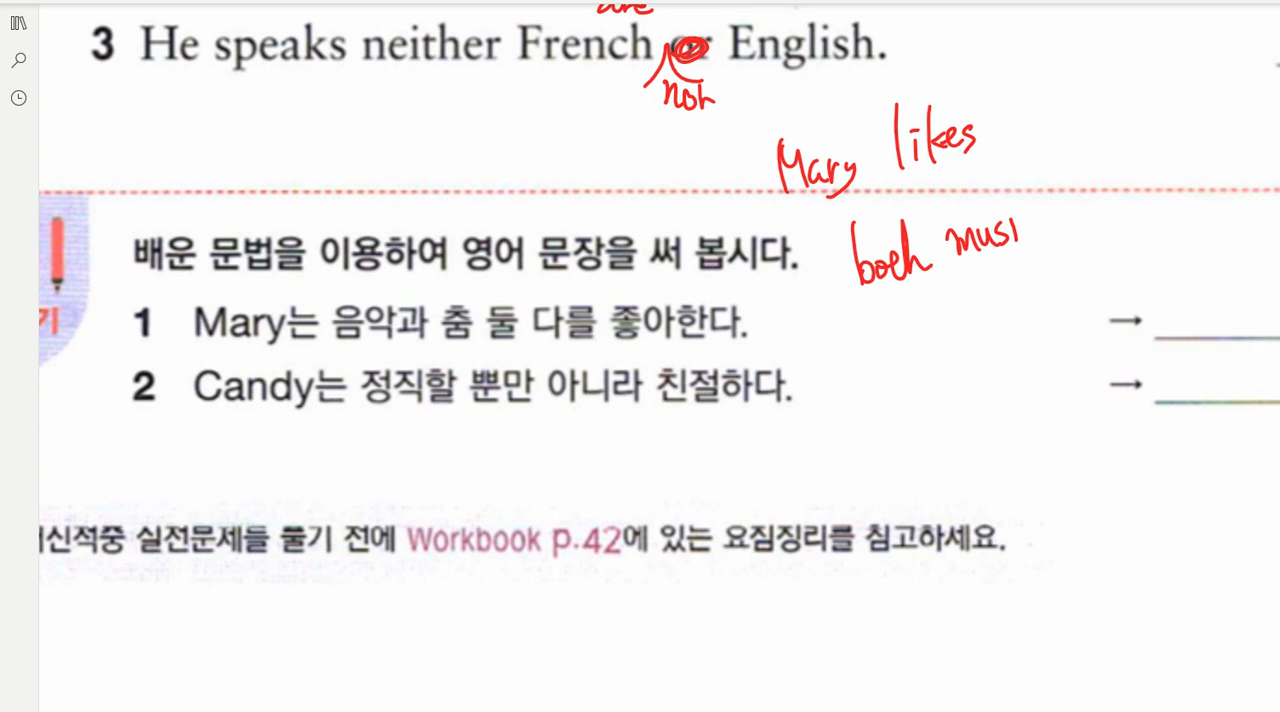 are
3 He speaks neither French or English.
nor
Mary likes
both musi
배운 문법을 이용하여 영어 문장을 써 봅시다.
기
1 Mary는 음악과 춤 둘 다를 좋아한다. →
2 Candy는 정직할 뿐만 아니라 친절하다. →
신적중 실전문제들 풀기 전에 Workbook p.42에 있는 요점정리를 참고하세요.